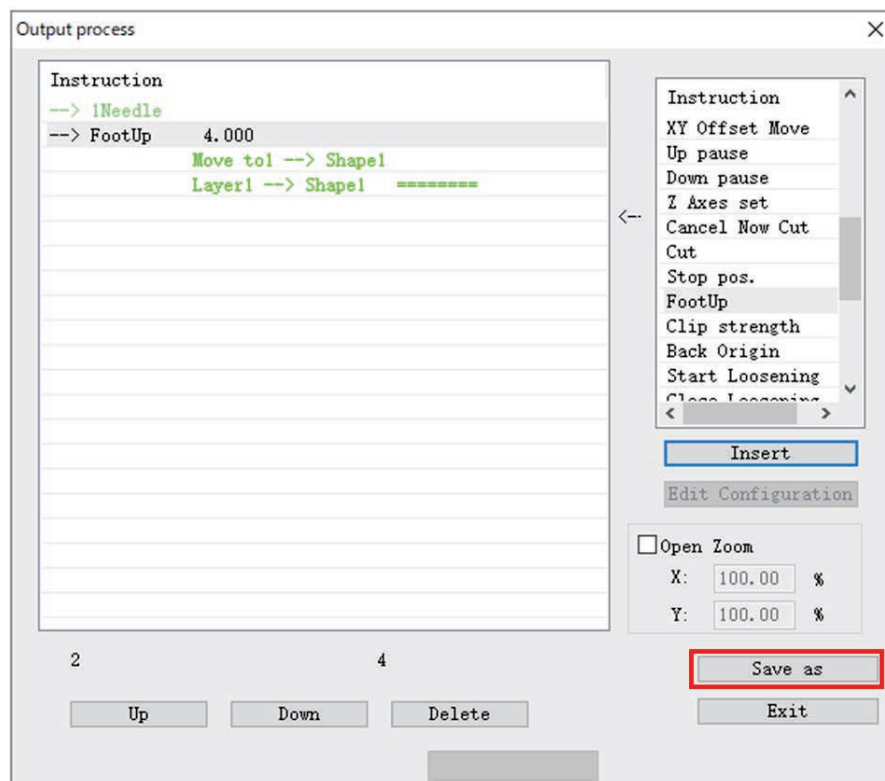 Output process
Instruction
--> 1Needle
--> FootUp 4.000
Move to1 --> Shape1
Layer1 --> Shape1 ========
<--
Instruction
XY Offset Move
Up pause
Down pause
Z Axes set
Cancel Now Cut
Cut
Stop pos.
FootUp
Clip strength
Back Origin
Start Loosening
Close Loosening
Insert
Edit Configuration
Open Zoom
X: 100.00 %
Y: 100.00 %
2 4
Save as
Up Down Delete
Exit